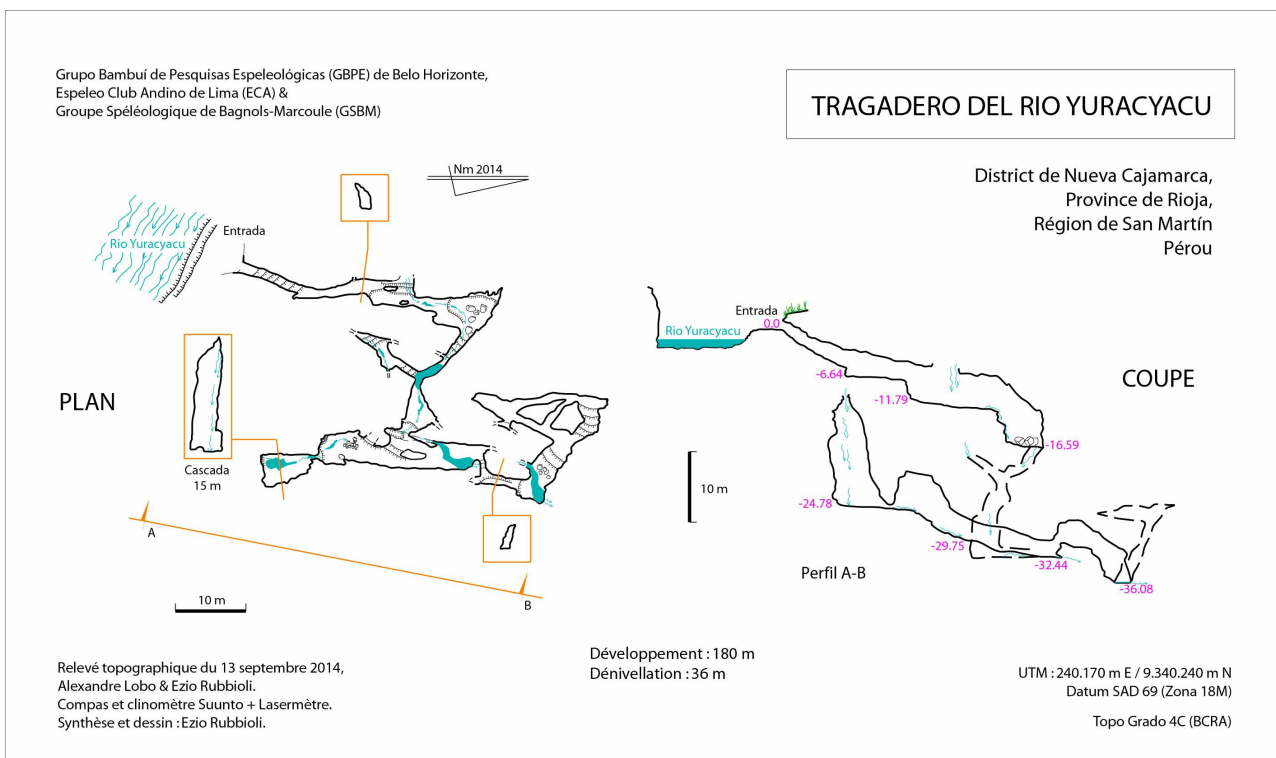 Grupo Bambuí de Pesquisas Espeleológicas (GBPE) de Belo Horizonte,
Espeleo Club Andino de Lima (ECA) &
Groupe Spéléologique de Bagnols-Marcoule (GSBM)
TRAGADERO DEL RIO YURACYACU
District de Nueva Cajamarca,
Province de Rioja,
Région de San Martín
Pérou
Nm 2014
Entrada
Río Yuracyacu
PLAN
Cascada
15 m
A
B
10 m
Entrada
0.0
Río Yuracyacu
-6.64
-11.79
-16.59
COUPE
10 m
-24.78
-29.75
-32.44
-36.08
Perfil A-B
Développement : 180 m
Dénivellation : 36 m
Relevé topographique du 13 septembre 2014,
Alexandre Lobo & Ezio Rubbioli.
Compas et clinomètre Suunto + Lasermètre.
Synthèse et dessin : Ezio Rubbioli.
UTM : 240.170 m E / 9.340.240 m N
Datum SAD 69 (Zona 18M)
Topo Grado 4C (BCRA)